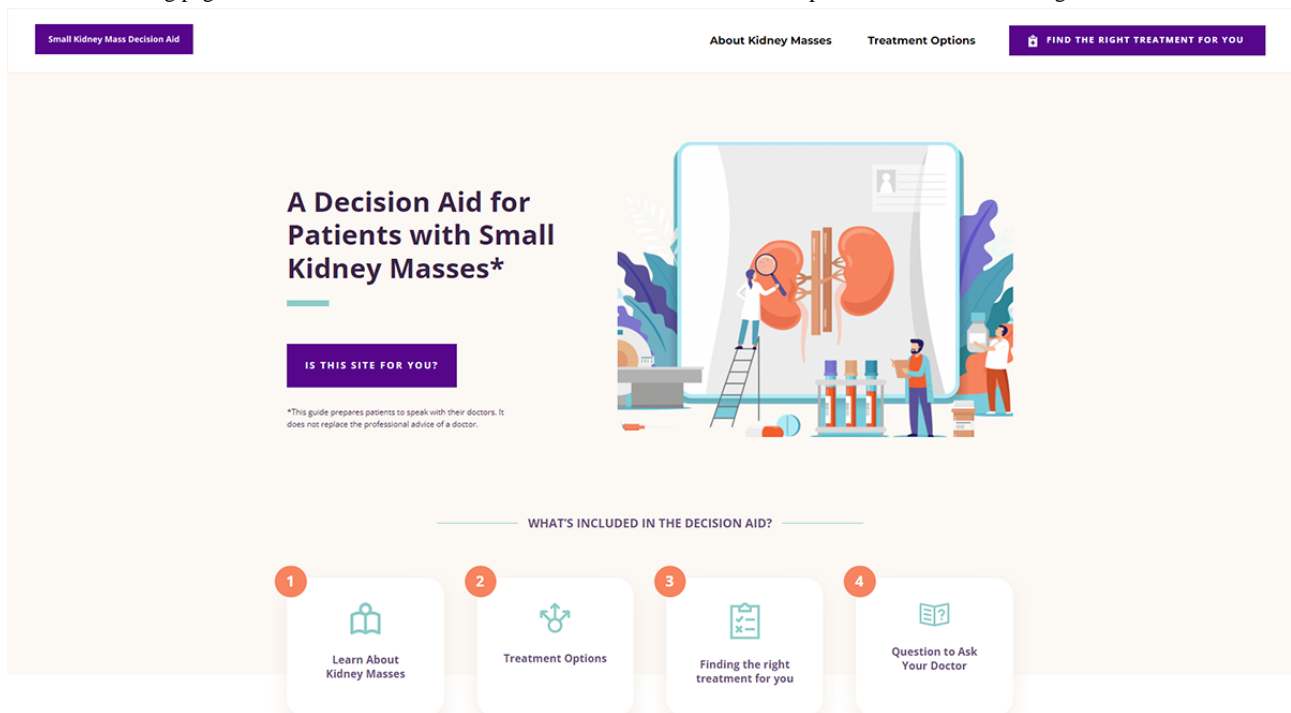 Small Kidney Mass Decision Aid
About Kidney Masses
Treatment Options
FIND THE RIGHT TREATMENT FOR YOU
A Decision Aid for
Patients with Small
Kidney Masses*
IS THIS SITE FOR YOU?
*This guide prepares patients to speak with their doctors. It
does not replace the professional advice of a doctor.
WHAT'S INCLUDED IN THE DECISION AID?
1
Learn About
Kidney Masses
2
Treatment Options
3
Finding the right
treatment for you
4
Question to Ask
Your Doctor